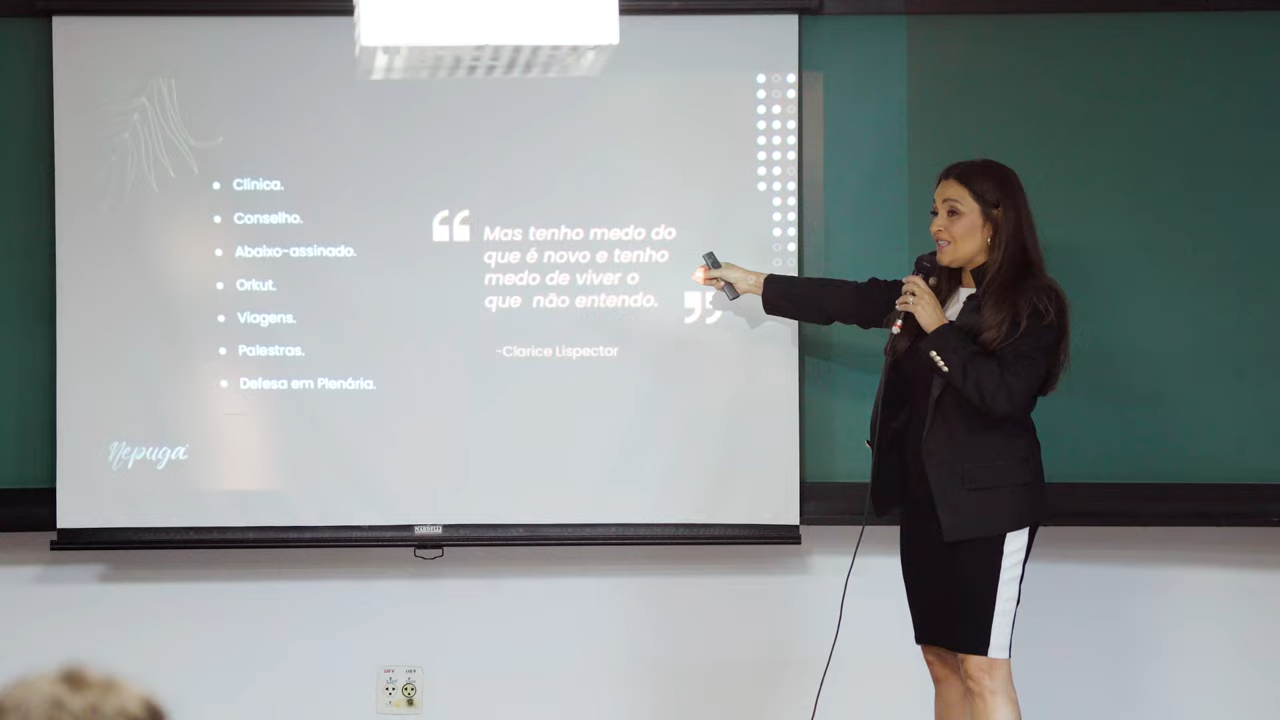 Clínica.
Conselho.
Abaixo-assinado.
Orkut.
Viagens.
Palestras.
Defesa em Plenária.
“
Mas tenho medo do
que é novo e tenho
medo de viver o
que não entendo.
”
-Clarice Lispector
Nepuga